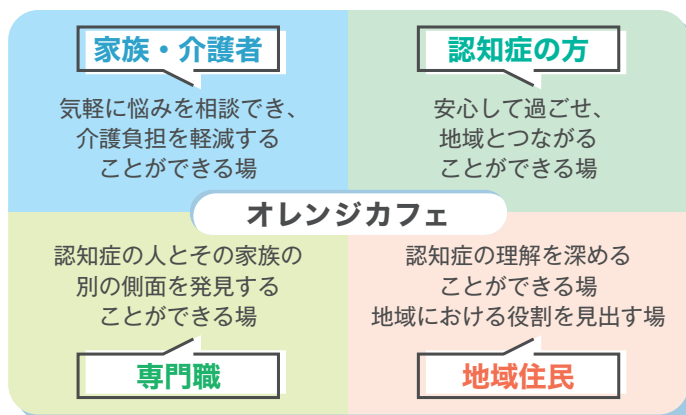 家族・介護者
気軽に悩みを相談でき、
介護負担を軽減する
ことができる場
認知症の方
安心して過ごせ、
地域とつながる
ことができる場
オレンジカフェ
認知症の人とその家族の
別の側面を発見する
ことができる場
専門職
認知症の理解を深める
ことができる場
地域における役割を見出す場
地域住民